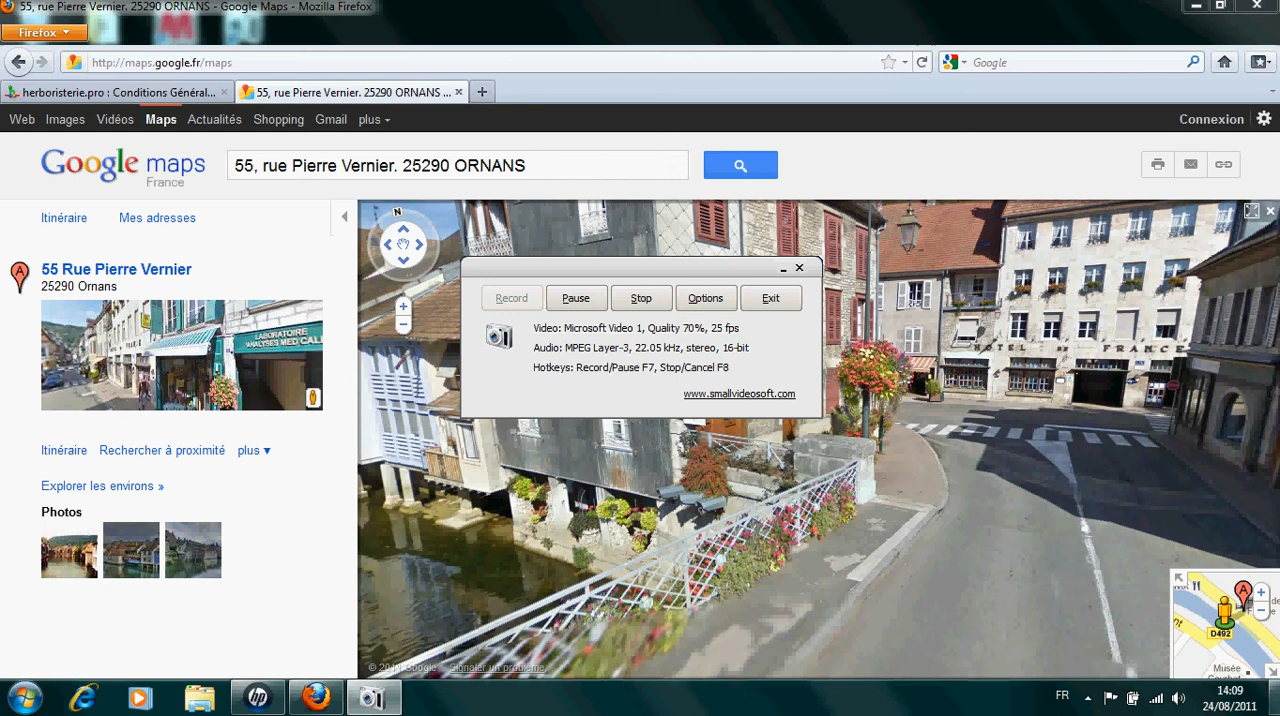 55, rue Pierre Vernier. 25290 ORNANS - Google Maps - Mozilla Firefox
Firefox
http://maps.google.fr/maps
Google
herboristerie.pro : Conditions Général...
55, rue Pierre Vernier. 25290 ORNANS ...
Web Images Vidéos Maps Actualités Shopping Gmail plus
Connexion
Google maps
France
55, rue Pierre Vernier. 25290 ORNANS
Itinéraire Mes adresses
A
55 Rue Pierre Vernier
25290 Ornans
LABORATOIRE
Itinéraire Rechercher à proximité plus ▾
Explorer les environs »
Photos
N
Record Pause Stop Options Exit
Video: Microsoft Video 1, Quality 70%, 25 fps
Audio: MPEG Layer-3, 22.05 kHz, stereo, 16-bit
Hotkeys: Record/Pause F7, Stop/Cancel F8
www.smallvideosoft.com
HOTEL FRANCE
A
D492
Musée
© 2011 Google Signaler un problème
FR
14:09
24/08/2011